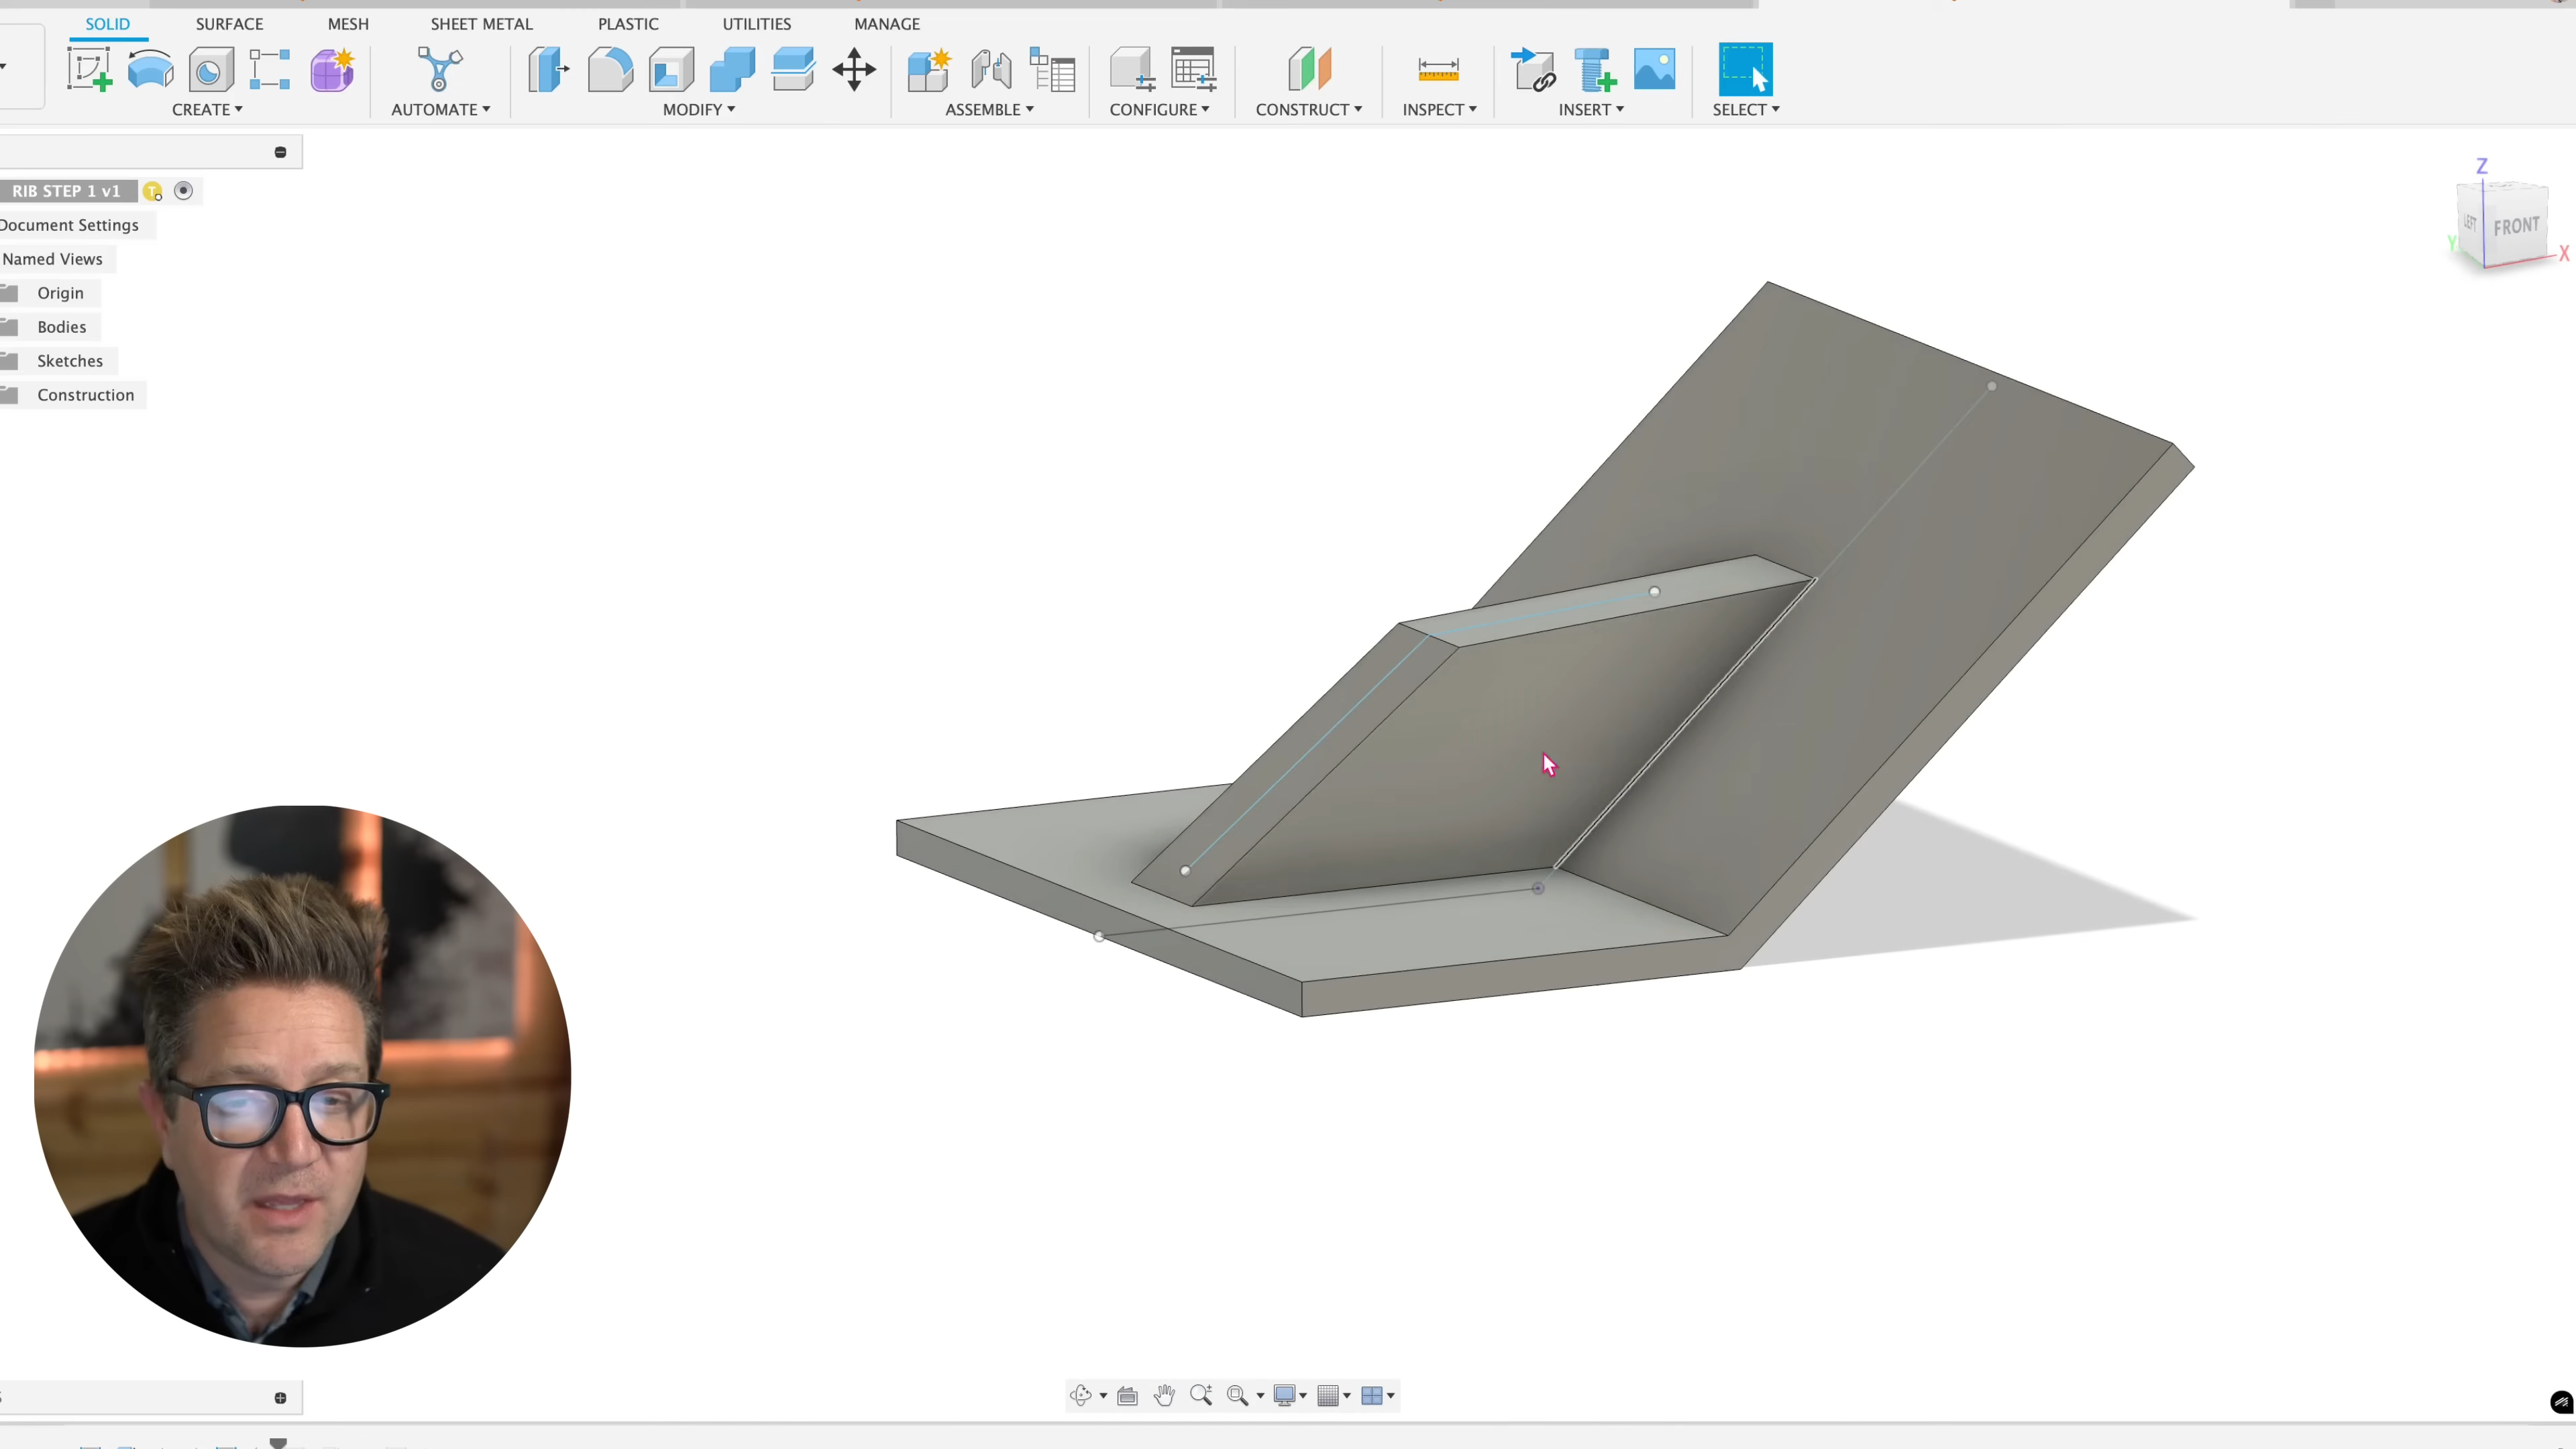 SOLID SURFACE MESH SHEET METAL PLASTIC UTILITIES MANAGE
CREATE AUTOMATE MODIFY ASSEMBLE CONFIGURE CONSTRUCT INSPECT INSERT SELECT
RIB STEP 1 v1 T
Document Settings
Named Views
Origin
Bodies
Sketches
Construction
Z
LEFT FRONT
Y X